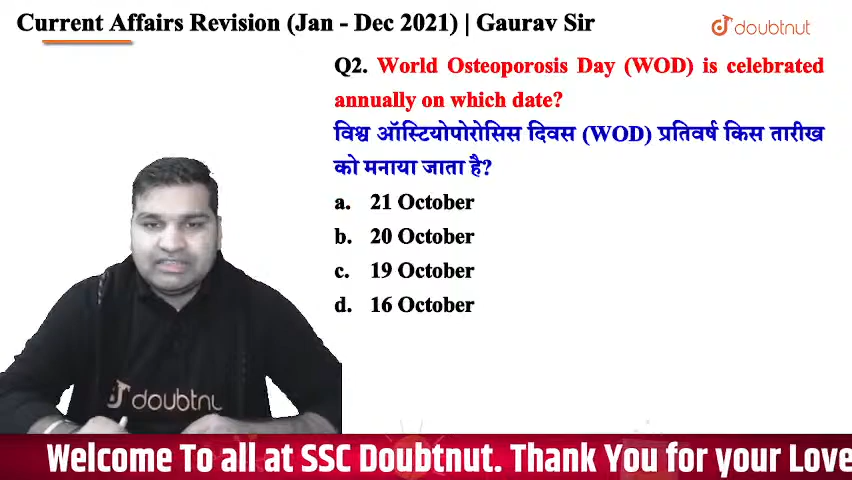 Current Affairs Revision (Jan - Dec 2021) | Gaurav Sir
doubtnut
Q2. World Osteoporosis Day (WOD) is celebrated
annually on which date?
विश्व ऑस्टियोपोरोसिस दिवस (WOD) प्रतिवर्ष किस तारीख
को मनाया जाता है?
a. 21 October
b. 20 October
c. 19 October
d. 16 October
doubtnu
Welcome To all at SSC Doubtnut. Thank You for your Love